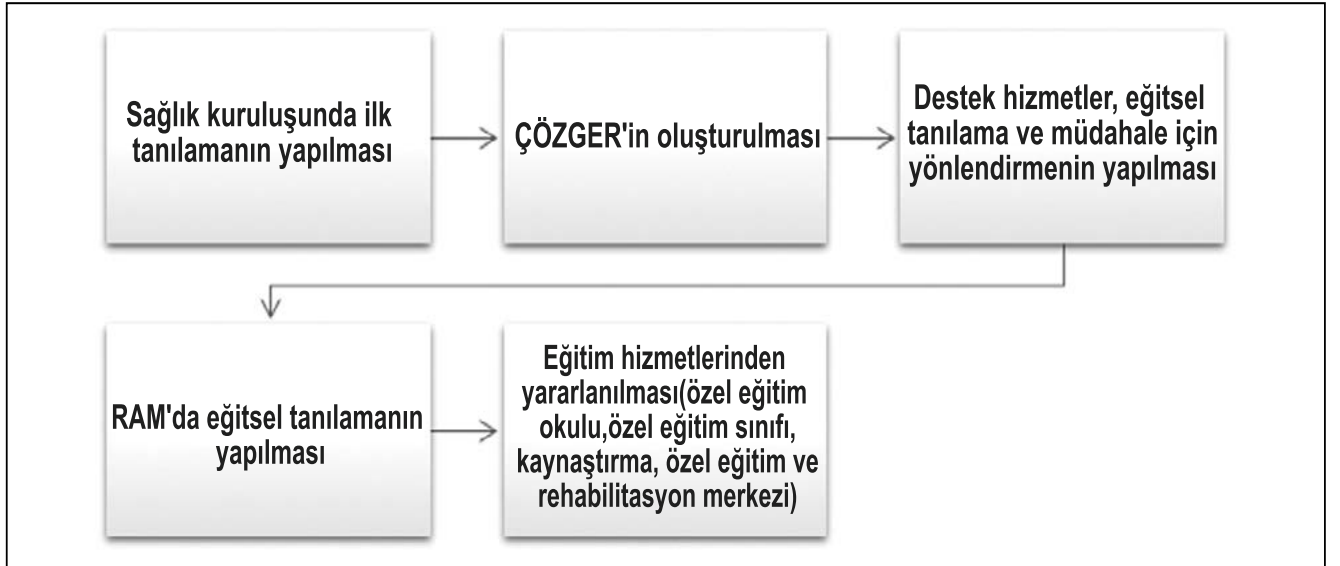 Sağlık kuruluşunda ilk
tanılamanın yapılması
ÇÖZGER'in oluşturulması
Destek hizmetler, eğitsel
tanılama ve müdahale için
yönlendirmenin yapılması
RAM'da eğitsel tanılamanın
yapılması
Eğitim hizmetlerinden
yararlanılması(özel eğitim
okulu,özel eğitim sınıfı,
kaynaştırma, özel eğitim ve
rehabilitasyon merkezi)